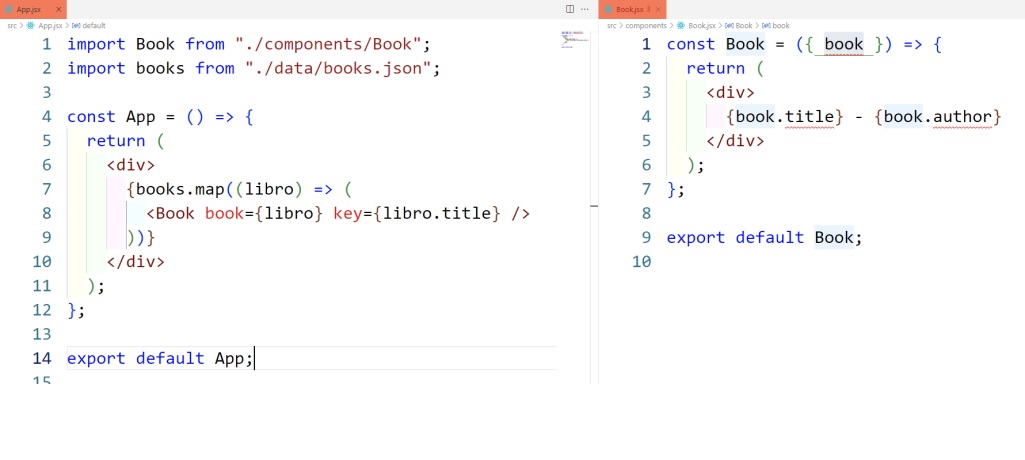 App.jsx ×
src > App.jsx > default
1 import Book from "./components/Book";
2 import books from "./data/books.json";
3
4 const App = () => {
5 return (
6 <div>
7 {books.map((libro) => (
8 <Book book={libro} key={libro.title} />
9 ))}
10 </div>
11 );
12 };
13
14 export default App;
15
Book.jsx 3 ×
src > components > Book.jsx > Book > book
1 const Book = ({ book }) => {
2 return (
3 <div>
4 {book.title} - {book.author}
5 </div>
6 );
7 };
8
9 export default Book;
10